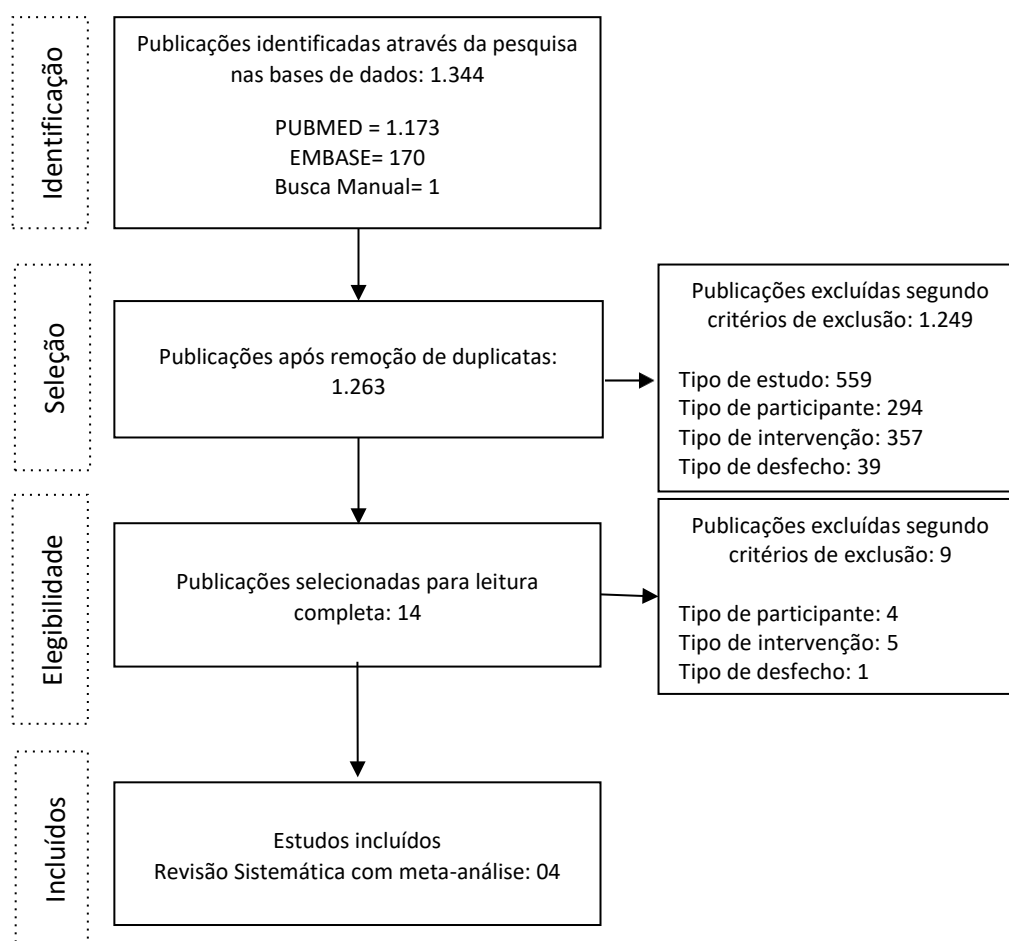 Identificação
Publicações identificadas através da pesquisa
nas bases de dados: 1.344
PUBMED = 1.173
EMBASE= 170
Busca Manual= 1
Seleção
Publicações após remoção de duplicatas:
1.263
Publicações excluídas segundo
critérios de exclusão: 1.249
Tipo de estudo: 559
Tipo de participante: 294
Tipo de intervenção: 357
Tipo de desfecho: 39
Elegibilidade
Publicações selecionadas para leitura
completa: 14
Publicações excluídas segundo
critérios de exclusão: 9
Tipo de participante: 4
Tipo de intervenção: 5
Tipo de desfecho: 1
Incluídos
Estudos incluídos
Revisão Sistemática com meta-análise: 04